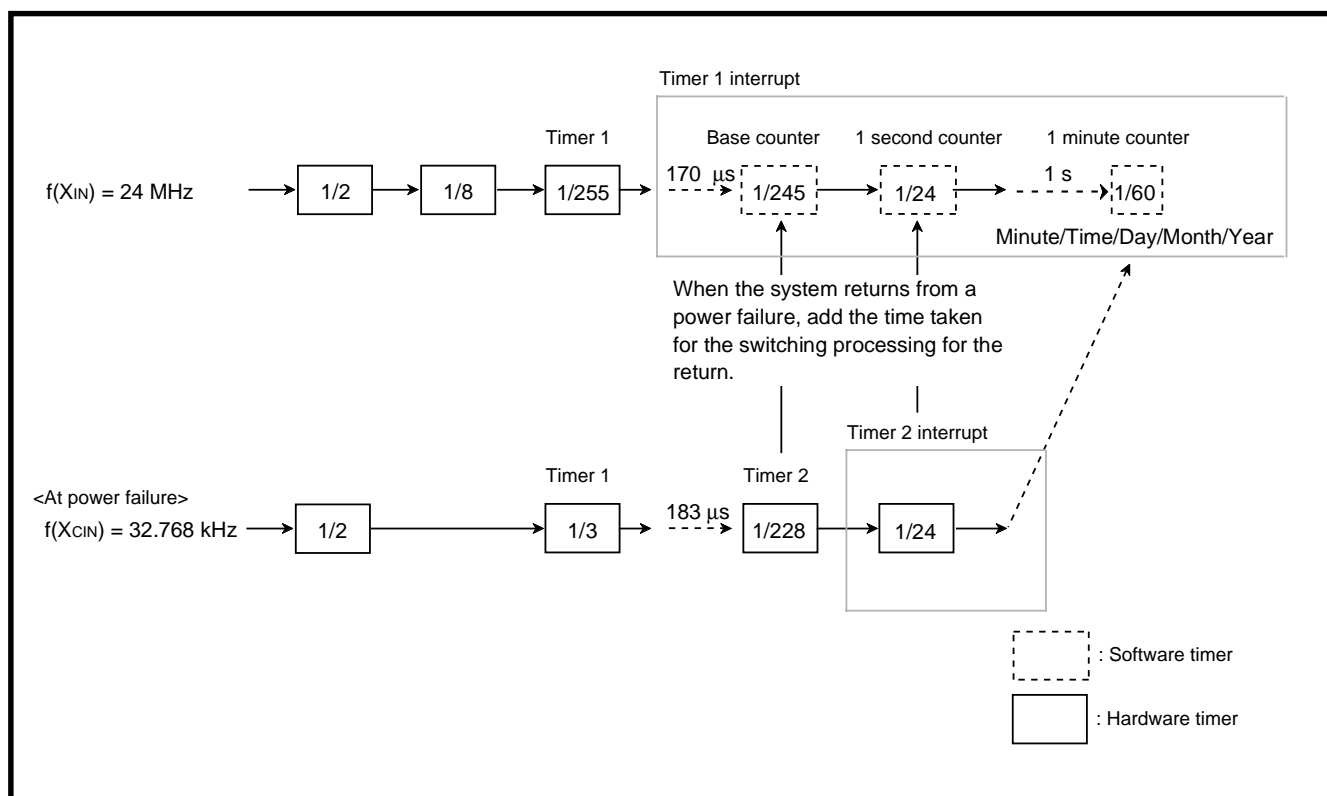 Timer 1 interrupt
Timer 1
Base counter
1 second counter
1 minute counter
f(XIN) = 24 MHz
1/2
1/8
1/255
170 μs
1/245
1/24
1 s
1/60
Minute/Time/Day/Month/Year
When the system returns from a
power failure, add the time taken
for the switching processing for the
return.
Timer 2 interrupt
Timer 1
Timer 2
<At power failure>
f(XCIN) = 32.768 kHz
1/2
1/3
183 μs
1/228
1/24
: Software timer
: Hardware timer